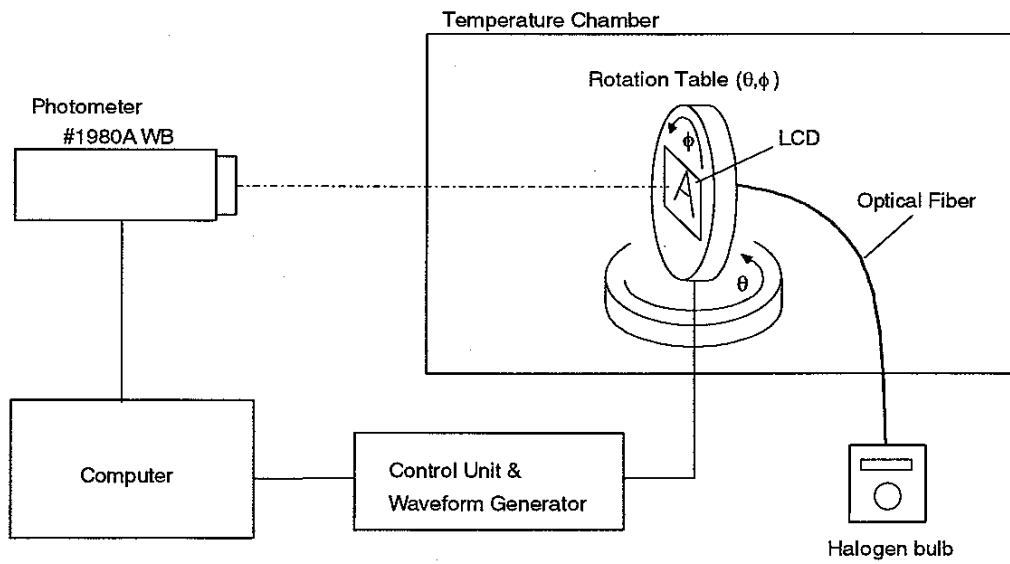 Temperature Chamber
Rotation Table (θ,ϕ)
Photometer
#1980A WB
ϕ
LCD
A
Optical Fiber
θ
Computer
Control Unit &
Waveform Generator
Halogen bulb